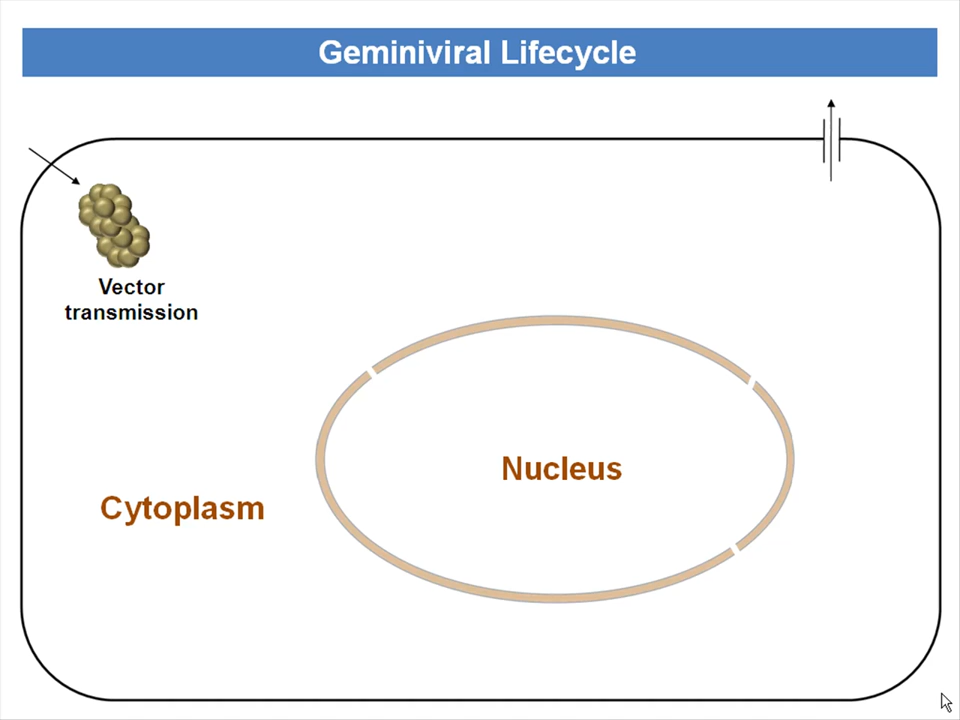 Geminiviral Lifecycle
Vector
transmission
Nucleus
Cytoplasm